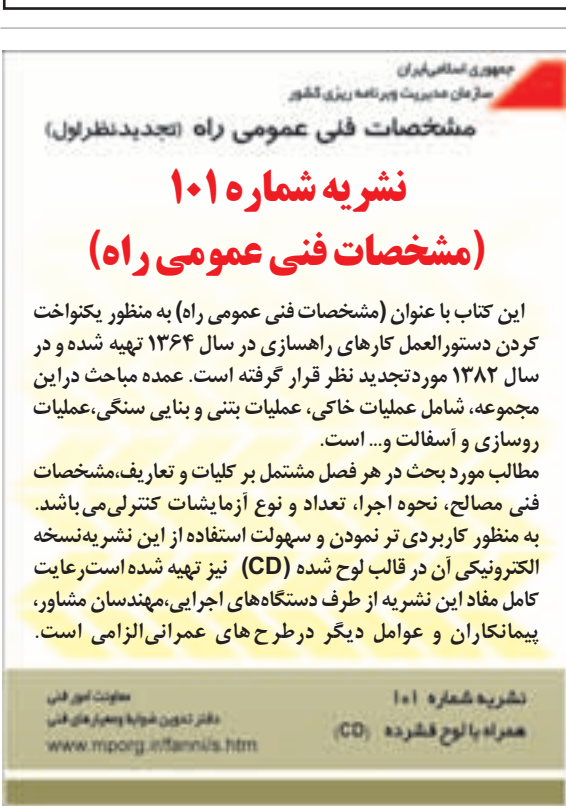 جمهوری اسلامی ایران
سازمان مدیریت وبرنامه ریزی کشور
مشخصات فنی عمومی راه (تجدیدنظراول)
نشریه شماره ۱۰۱
(مشخصات فنی عمومی راه)
این کتاب با عنوان (مشخصات فنی عمومی راه) به منظور یکنواخت
کردن دستورالعمل کارهای راهسازی در سال ۱۳۶۴ تهیه شده و در
سال ۱۳۸۲ موردتجدید نظر قرار گرفته است. عمده مباحث دراین
مجموعه، شامل عملیات خاکی، عملیات بتنی و بنایی سنگی،عملیات
روسازی و آسفالت و... است.
مطالب مورد بحث در هر فصل مشتمل بر کلیات و تعاریف،مشخصات
فنی مصالح، نحوه اجرا، تعداد و نوع آزمایشات کنترلی‌می باشد.
به منظور کاربردی تر نمودن و سهولت استفاده از این نشریه‌نسخه
الکترونیکی آن در قالب لوح شده (CD) نیز تهیه شده است‌رعایت
کامل مفاد این نشریه از طرف دستگاه‌های اجرایی،مهندسان مشاور،
پیمانکاران و عوامل دیگر درطرح های عمرانی‌الزامی است.
نشریه شماره ۱۰۱
همراه با لوح فشرده (CD)
معاونت امور فنی
دفتر تدوین ضوابط ومعیارهای فنی
www.mporg.ir/fanni/s.htm